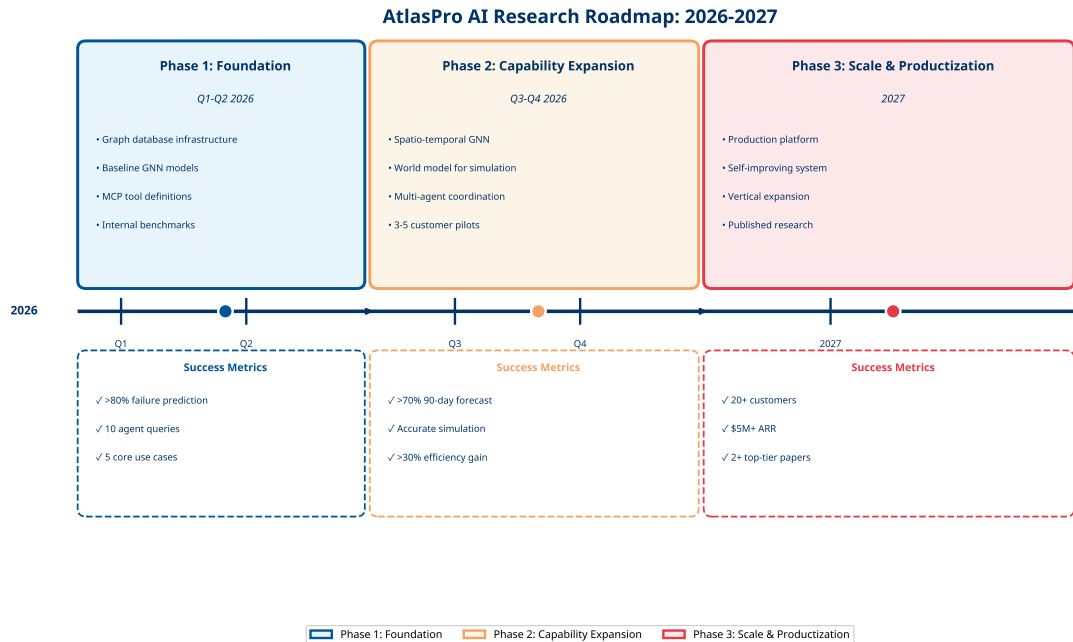 AtlasPro AI Research Roadmap: 2026-2027
Phase 1: Foundation
Q1-Q2 2026
• Graph database infrastructure
• Baseline GNN models
• MCP tool definitions
• Internal benchmarks
Phase 2: Capability Expansion
Q3-Q4 2026
• Spatio-temporal GNN
• World model for simulation
• Multi-agent coordination
• 3-5 customer pilots
Phase 3: Scale & Productization
2027
• Production platform
• Self-improving system
• Vertical expansion
• Published research
2026
Q1
Q2
Q3
Q4
2027
Success Metrics
✓ >80% failure prediction
✓ 10 agent queries
✓ 5 core use cases
Success Metrics
✓ >70% 90-day forecast
✓ Accurate simulation
✓ >30% efficiency gain
Success Metrics
✓ 20+ customers
✓ $5M+ ARR
✓ 2+ top-tier papers
Phase 1: Foundation
Phase 2: Capability Expansion
Phase 3: Scale & Productization